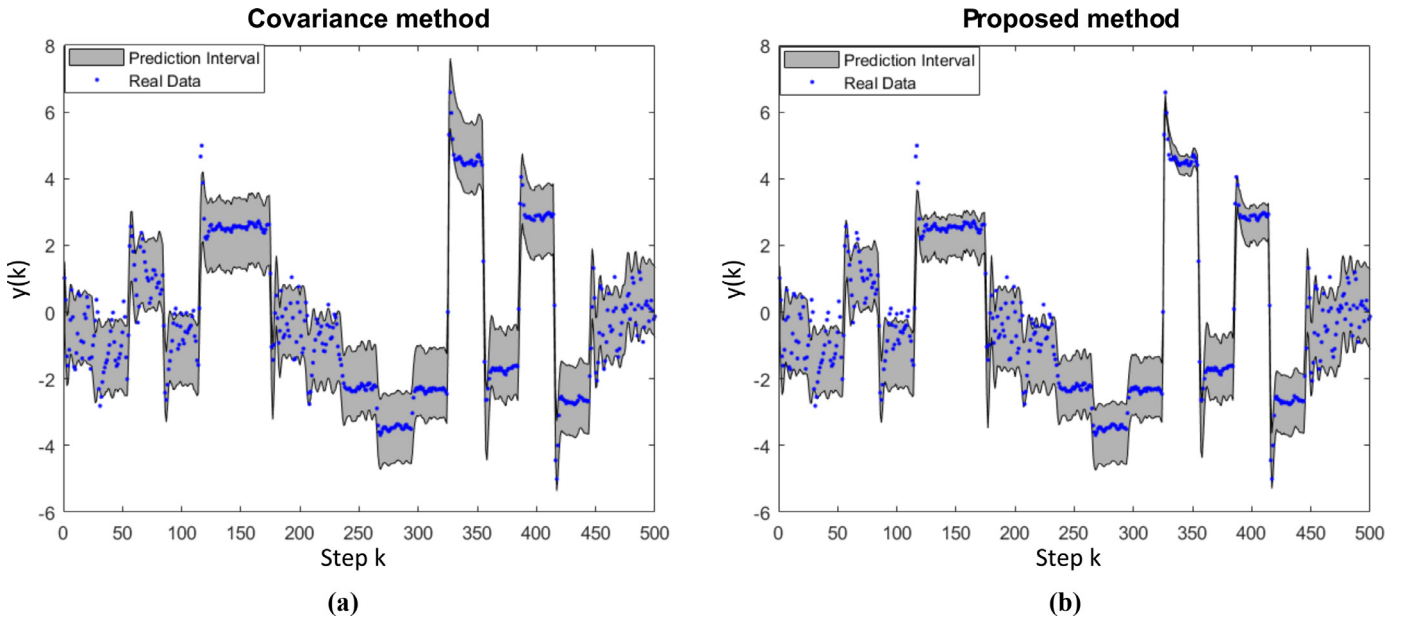 Covariance method
Prediction Interval
Real Data
8
6
4
2
0
-2
-4
-6
y(k)
0 50 100 150 200 250 300 350 400 450 500
Step k
(a)
Proposed method
Prediction Interval
Real Data
8
6
4
2
0
-2
-4
-6
y(k)
0 50 100 150 200 250 300 350 400 450 500
Step k
(b)